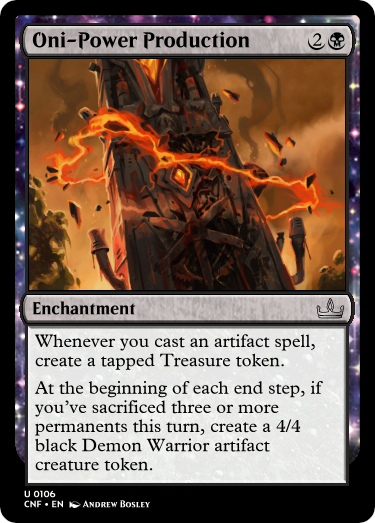 Oni-Power Production 2
Enchantment
Whenever you cast an artifact spell,
create a tapped Treasure token.
At the beginning of each end step, if
you've sacrificed three or more
permanents this turn, create a 4/4
black Demon Warrior artifact
creature token.
U 0106
CNF • EN Andrew Bosley